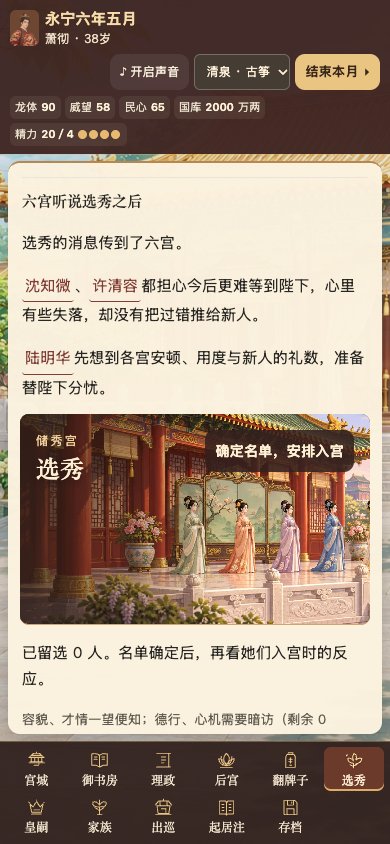 永宁六年五月
萧彻 · 38岁
♪ 开启声音
清泉 · 古筝
结束本月
龙体 90
威望 58
民心 65
国库 2000 万两
精力 20 / 4
六宫听说选秀之后
选秀的消息传到了六宫。
沈知微、许清容都担心今后更难等到陛下，心里
有些失落，却没有把过错推给新人。
陆明华先想到各宫安顿、用度与新人的礼数，准备
替陛下分忧。
储秀宫
选秀
确定名单，安排入宫
已留选 0 人。名单确定后，再看她们入宫时的反
应。
容貌、才情一望便知；德行、心机需要暗访（剩余 0
宫城
御书房
理政
后宫
翻牌子
选秀
皇嗣
家族
出巡
起居注
存档